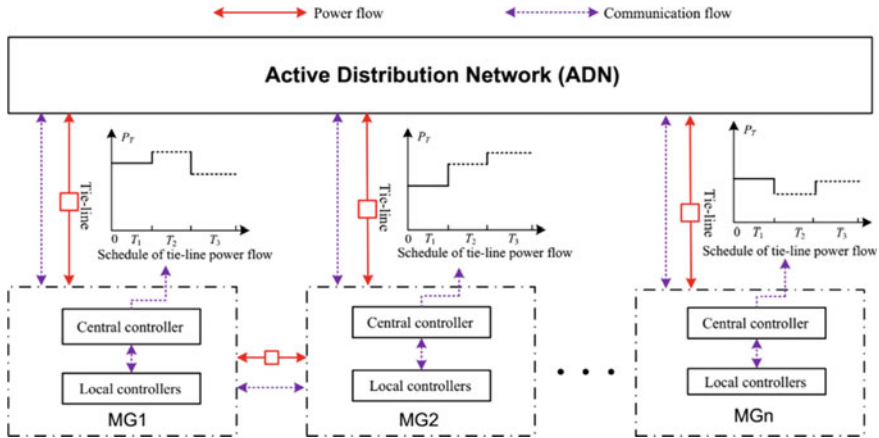 Power flow
Communication flow
Active Distribution Network (ADN)
P_T
Tie-line
0 T_1 T_2 T_3
Schedule of tie-line power flow
P_T
Tie-line
0 T_1 T_2 T_3
Schedule of tie-line power flow
P_T
Tie-line
0 T_1 T_2 T_3
Schedule of tie-line power flow
Central controller
Local controllers
MG1
Central controller
Local controllers
MG2
Central controller
Local controllers
MGn